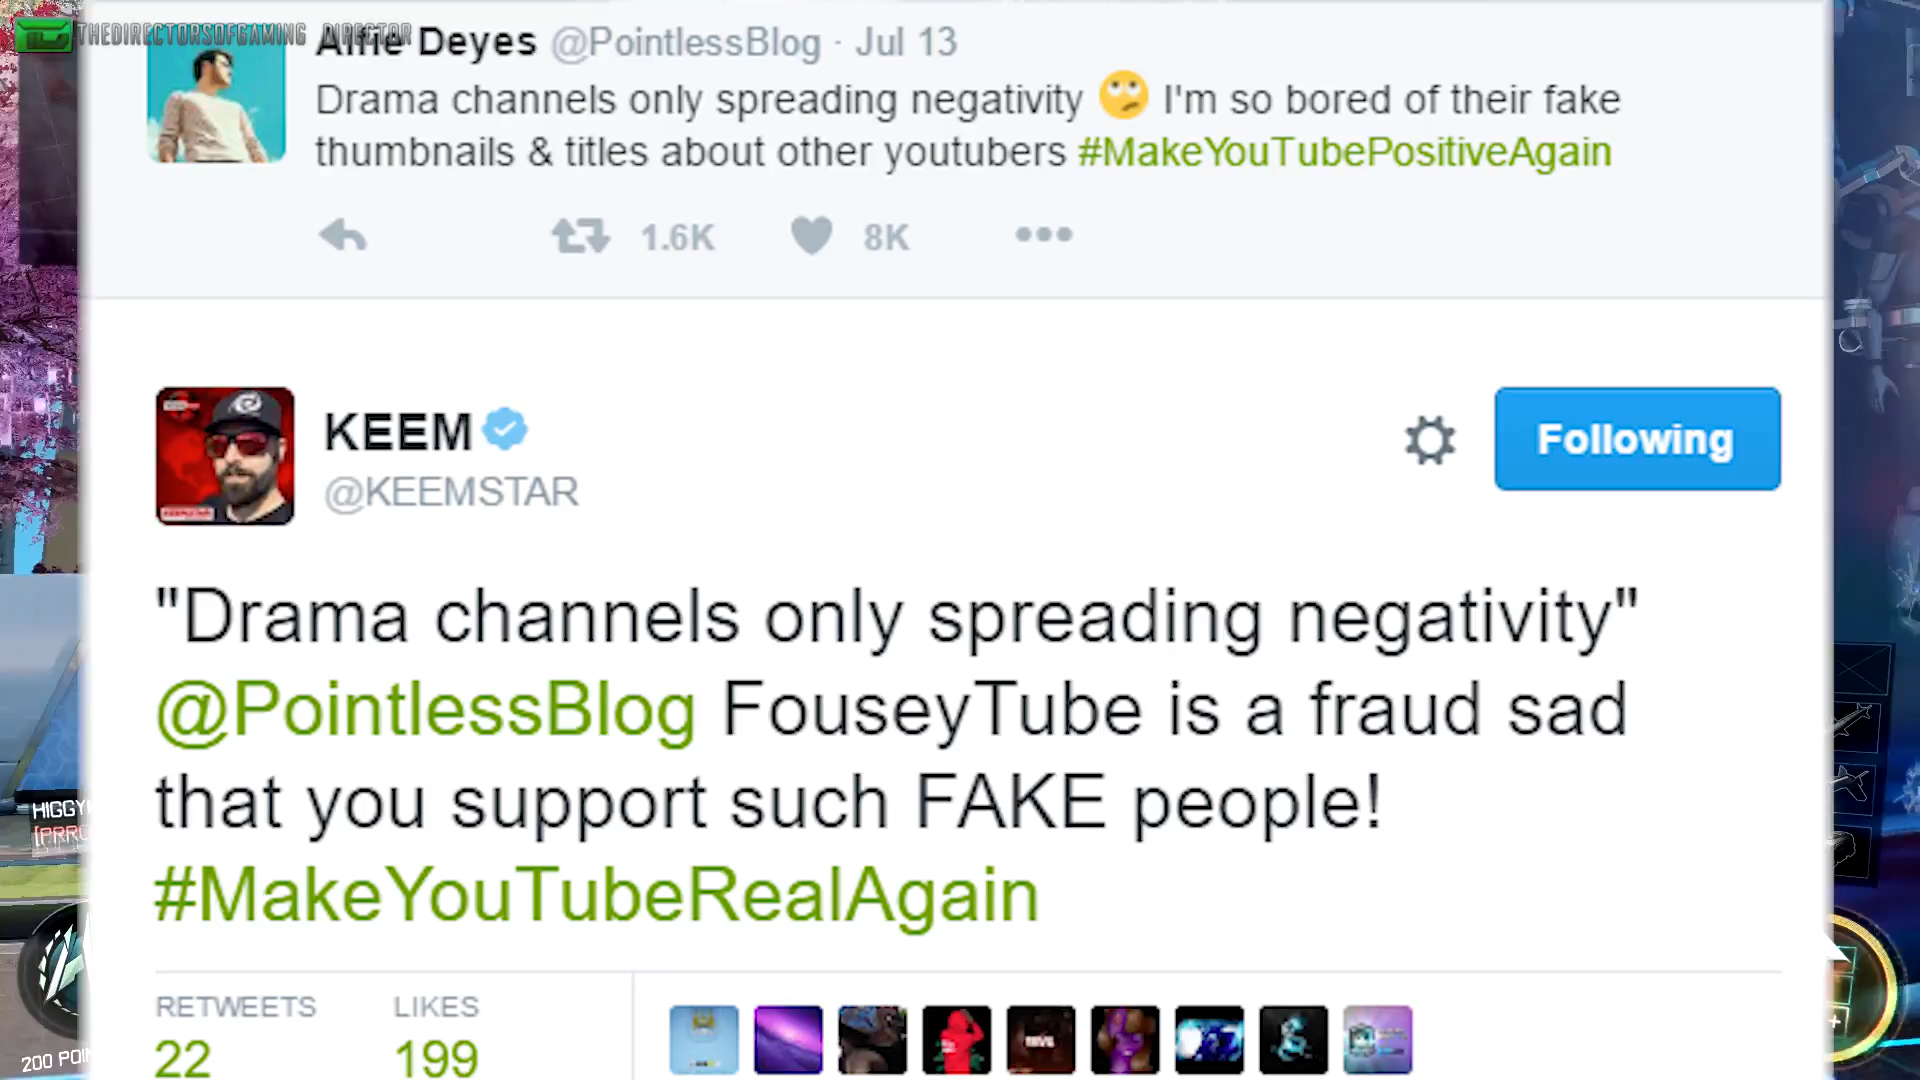 THEDIRECTORSOFGAMING DIRECTOR
Alfie Deyes @PointlessBlog · Jul 13
Drama channels only spreading negativity 🙄 I'm so bored of their fake
thumbnails & titles about other youtubers #MakeYouTubePositiveAgain
1.6K 8K
KEEM
@KEEMSTAR
Following
"Drama channels only spreading negativity"
@PointlessBlog FouseyTube is a fraud sad
that you support such FAKE people!
#MakeYouTubeRealAgain
RETWEETS LIKES
22 199
HIGGY
200 POI